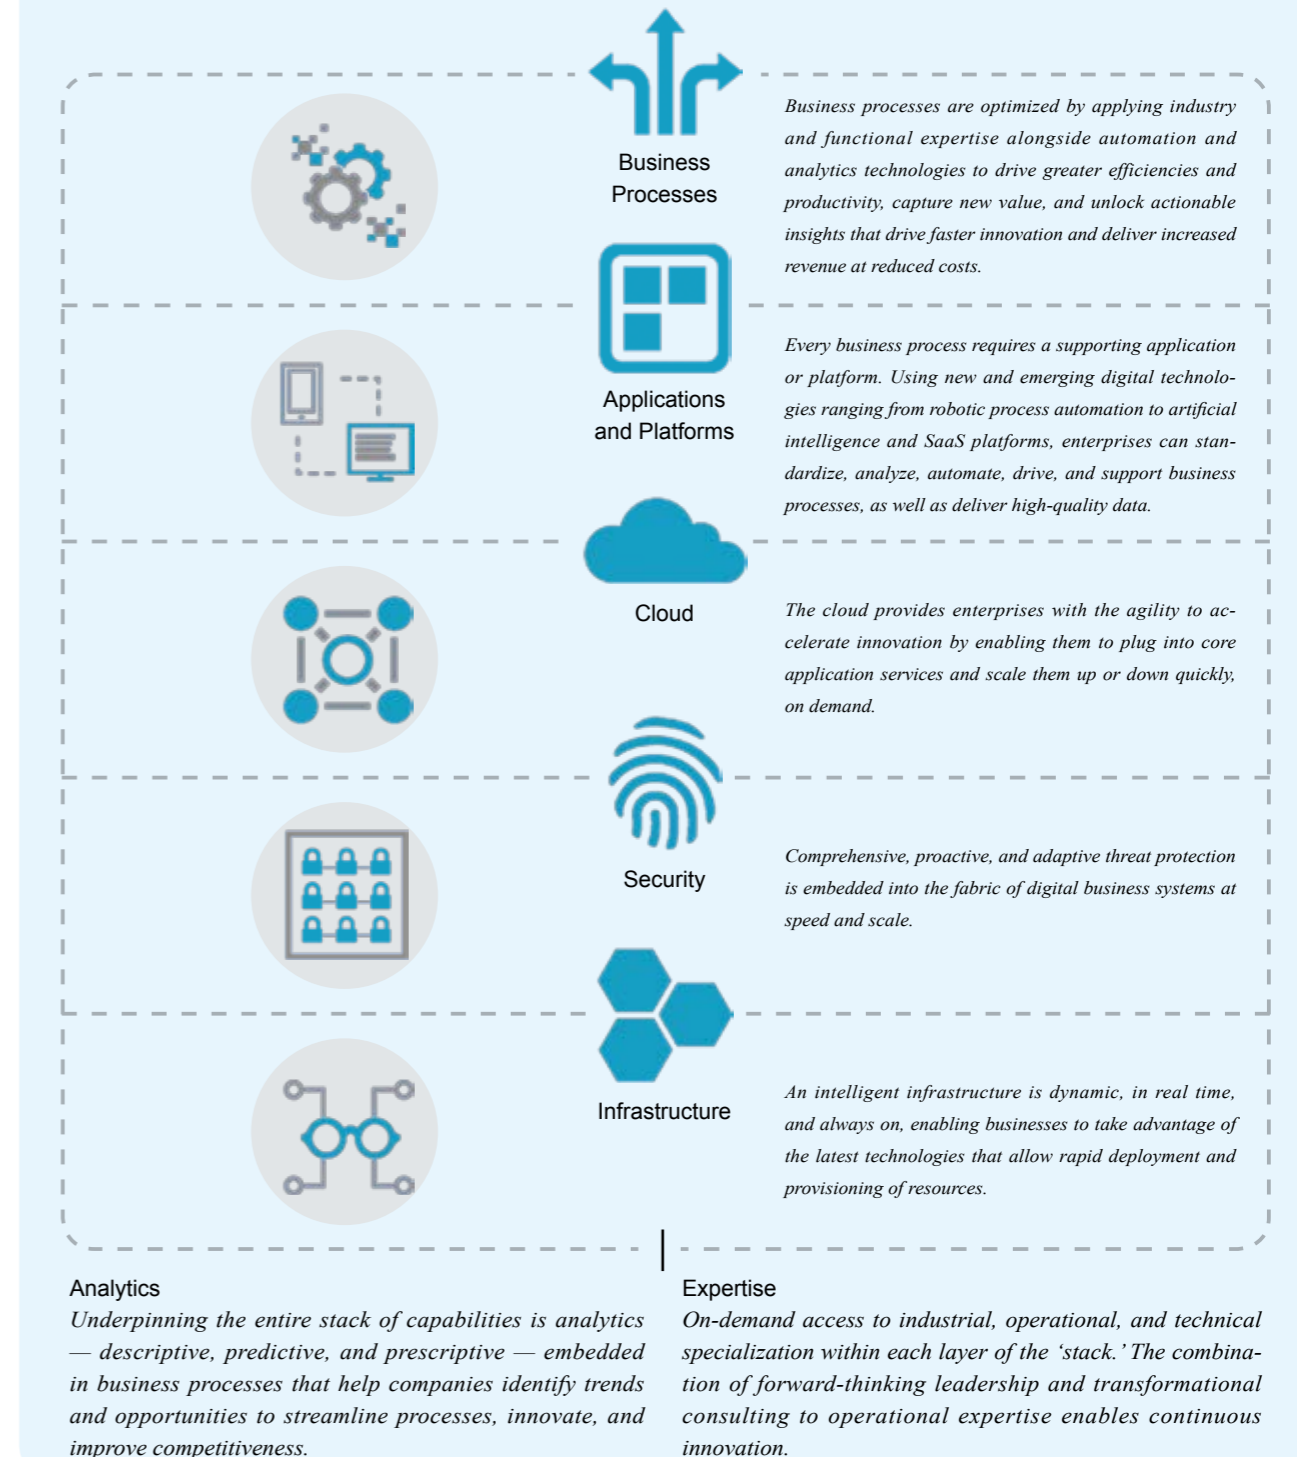 Business
Processes
Business processes are optimized by applying industry
and functional expertise alongside automation and
analytics technologies to drive greater efficiencies and
productivity, capture new value, and unlock actionable
insights that drive faster innovation and deliver increased
revenue at reduced costs.
Applications
and Platforms
Every business process requires a supporting application
or platform. Using new and emerging digital technolo-
gies ranging from robotic process automation to artificial
intelligence and SaaS platforms, enterprises can stan-
dardize, analyze, automate, drive, and support business
processes, as well as deliver high-quality data.
Cloud
The cloud provides enterprises with the agility to ac-
celerate innovation by enabling them to plug into core
application services and scale them up or down quickly,
on demand.
Security
Comprehensive, proactive, and adaptive threat protection
is embedded into the fabric of digital business systems at
speed and scale.
Infrastructure
An intelligent infrastructure is dynamic, in real time,
and always on, enabling businesses to take advantage of
the latest technologies that allow rapid deployment and
provisioning of resources.
Analytics
Underpinning the entire stack of capabilities is analytics
— descriptive, predictive, and prescriptive — embedded
in business processes that help companies identify trends
and opportunities to streamline processes, innovate, and
improve competitiveness.
Expertise
On-demand access to industrial, operational, and technical
specialization within each layer of the ‘stack.’ The combina-
tion of forward-thinking leadership and transformational
consulting to operational expertise enables continuous
innovation.